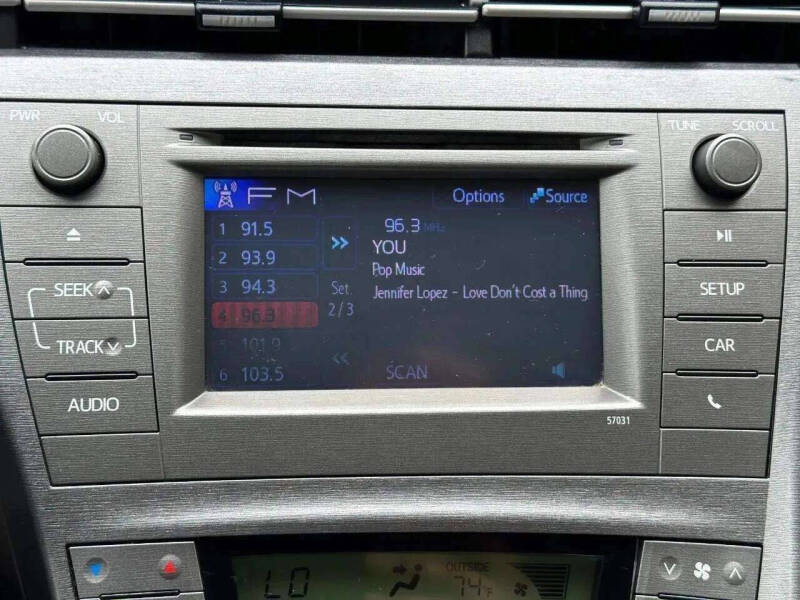 PWR VOL
TUNE SCROLL
FM Options Source
1 91.5
2 93.9
3 94.3
4 96.3
5 101.9
6 103.5
Set
2/3
96.3 MHz
YOU
Pop Music
Jennifer Lopez - Love Don't Cost a Thing
SCAN
SEEK
TRACK
AUDIO
SETUP
CAR
57031
LO
OUTSIDE
74°F